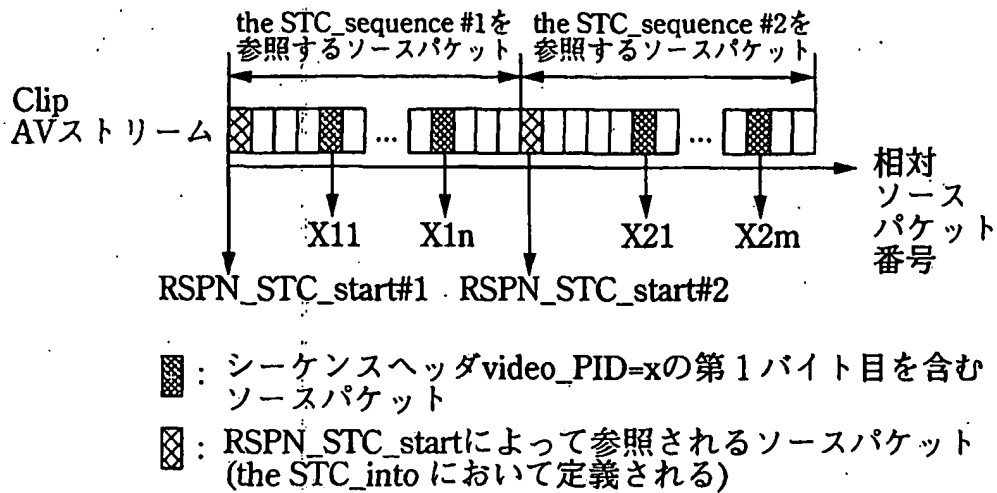 the STC_sequence #1を
参照するソースパケット
the STC_sequence #2を
参照するソースパケット
Clip
AVストリーム
...
...
相対
ソース
パケット
番号
X11
X1n
X21
X2m
RSPN_STC_start#1
RSPN_STC_start#2
: シーケンスヘッダvideo_PID=xの第1バイト目を含む
ソースパケット
: RSPN_STC_startによって参照されるソースパケット
(the STC_into において定義される)